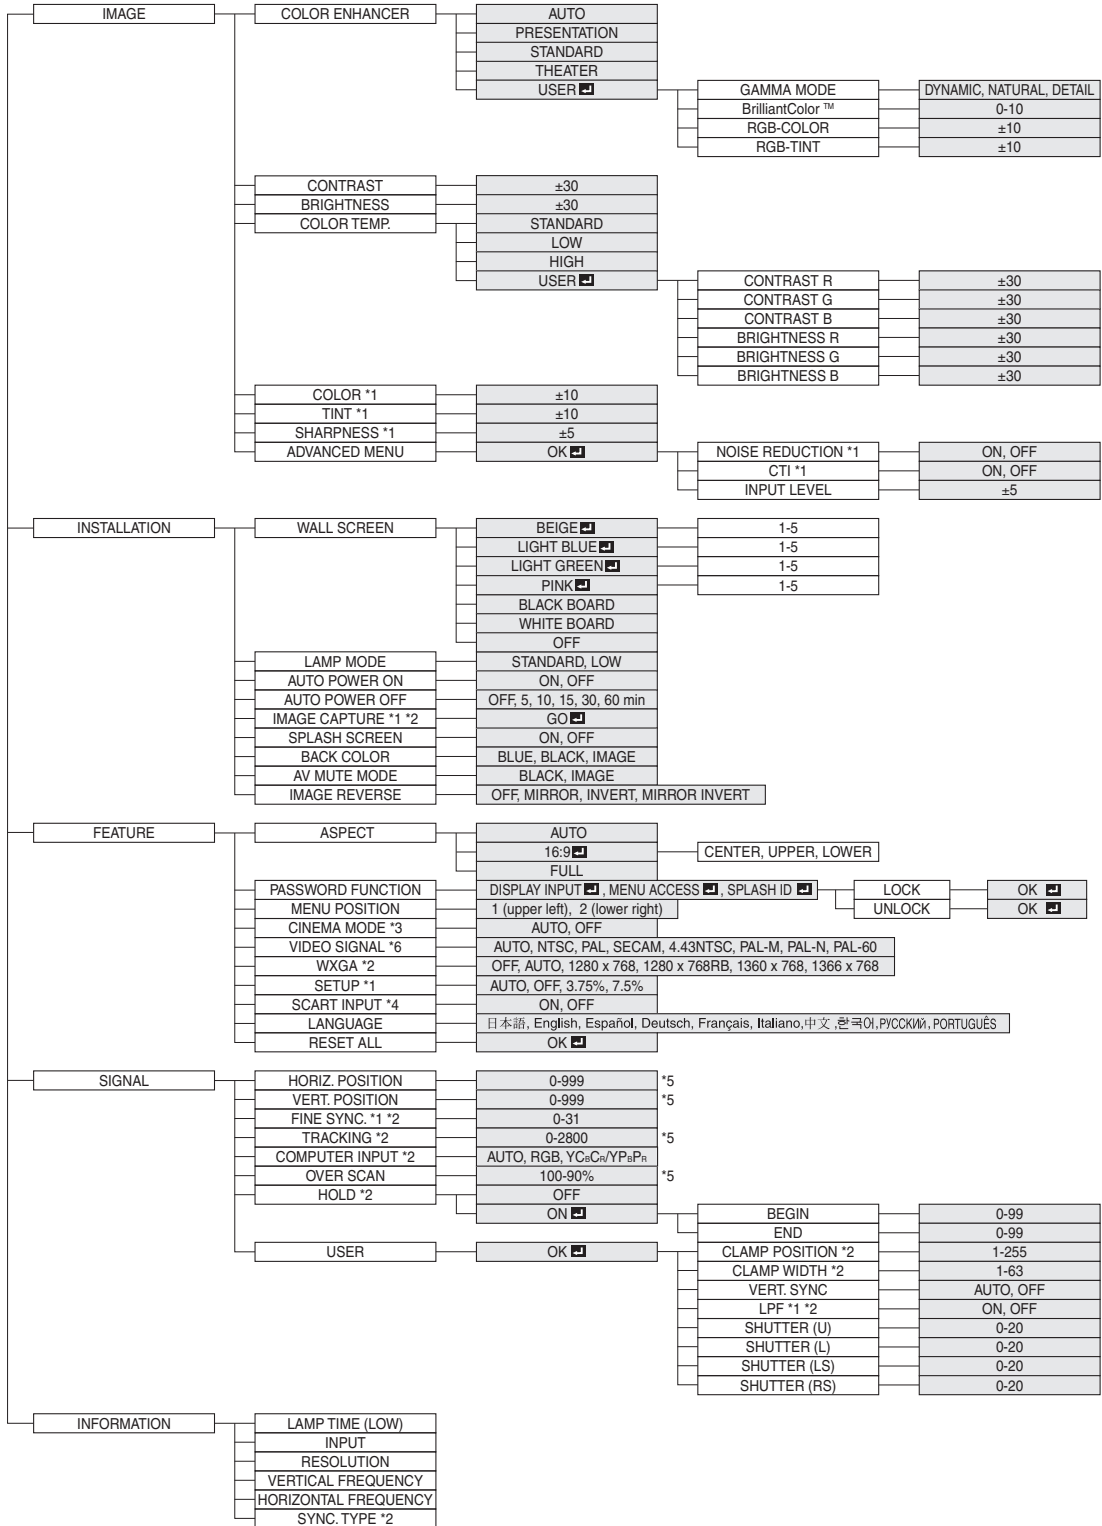 IMAGE COLOR ENHANCER AUTO
PRESENTATION
STANDARD
THEATER
USER GAMMA MODE DYNAMIC, NATURAL, DETAIL
BrilliantColor ™ 0-10
RGB-COLOR ±10
RGB-TINT ±10
CONTRAST ±30
BRIGHTNESS ±30
COLOR TEMP. STANDARD
LOW
HIGH
USER CONTRAST R ±30
CONTRAST G ±30
CONTRAST B ±30
BRIGHTNESS R ±30
BRIGHTNESS G ±30
BRIGHTNESS B ±30
COLOR *1 ±10
TINT *1 ±10
SHARPNESS *1 ±5
ADVANCED MENU OK NOISE REDUCTION *1 ON, OFF
CTI *1 ON, OFF
INPUT LEVEL ±5
INSTALLATION WALL SCREEN BEIGE 1-5
LIGHT BLUE 1-5
LIGHT GREEN 1-5
PINK 1-5
BLACK BOARD
WHITE BOARD
OFF
LAMP MODE STANDARD, LOW
AUTO POWER ON ON, OFF
AUTO POWER OFF OFF, 5, 10, 15, 30, 60 min
IMAGE CAPTURE *1 *2 GO
SPLASH SCREEN ON, OFF
BACK COLOR BLUE, BLACK, IMAGE
AV MUTE MODE BLACK, IMAGE
IMAGE REVERSE OFF, MIRROR, INVERT, MIRROR INVERT
FEATURE ASPECT AUTO
16:9 CENTER, UPPER, LOWER
FULL
PASSWORD FUNCTION DISPLAY INPUT , MENU ACCESS , SPLASH ID LOCK OK
MENU POSITION 1 (upper left), 2 (lower right) UNLOCK OK
CINEMA MODE *3 AUTO, OFF
VIDEO SIGNAL *6 AUTO, NTSC, PAL, SECAM, 4.43NTSC, PAL-M, PAL-N, PAL-60
WXGA *2 OFF, AUTO, 1280 x 768, 1280 x 768RB, 1360 x 768, 1366 x 768
SETUP *1 AUTO, OFF, 3.75%, 7.5%
SCART INPUT *4 ON, OFF
LANGUAGE 日本語, English, Español, Deutsch, Français, Italiano,中文 ,한국어,РУССКИЙ, PORTUGUÊS
RESET ALL OK
SIGNAL HORIZ. POSITION 0-999 *5
VERT. POSITION 0-999 *5
FINE SYNC. *1 *2 0-31
TRACKING *2 0-2800 *5
COMPUTER INPUT *2 AUTO, RGB, YCBCR/YPBPR
OVER SCAN 100-90% *5
HOLD *2 OFF
ON BEGIN 0-99
END 0-99
USER OK CLAMP POSITION *2 1-255
CLAMP WIDTH *2 1-63
VERT. SYNC AUTO, OFF
LPF *1 *2 ON, OFF
SHUTTER (U) 0-20
SHUTTER (L) 0-20
SHUTTER (LS) 0-20
SHUTTER (RS) 0-20
INFORMATION LAMP TIME (LOW)
INPUT
RESOLUTION
VERTICAL FREQUENCY
HORIZONTAL FREQUENCY
SYNC. TYPE *2